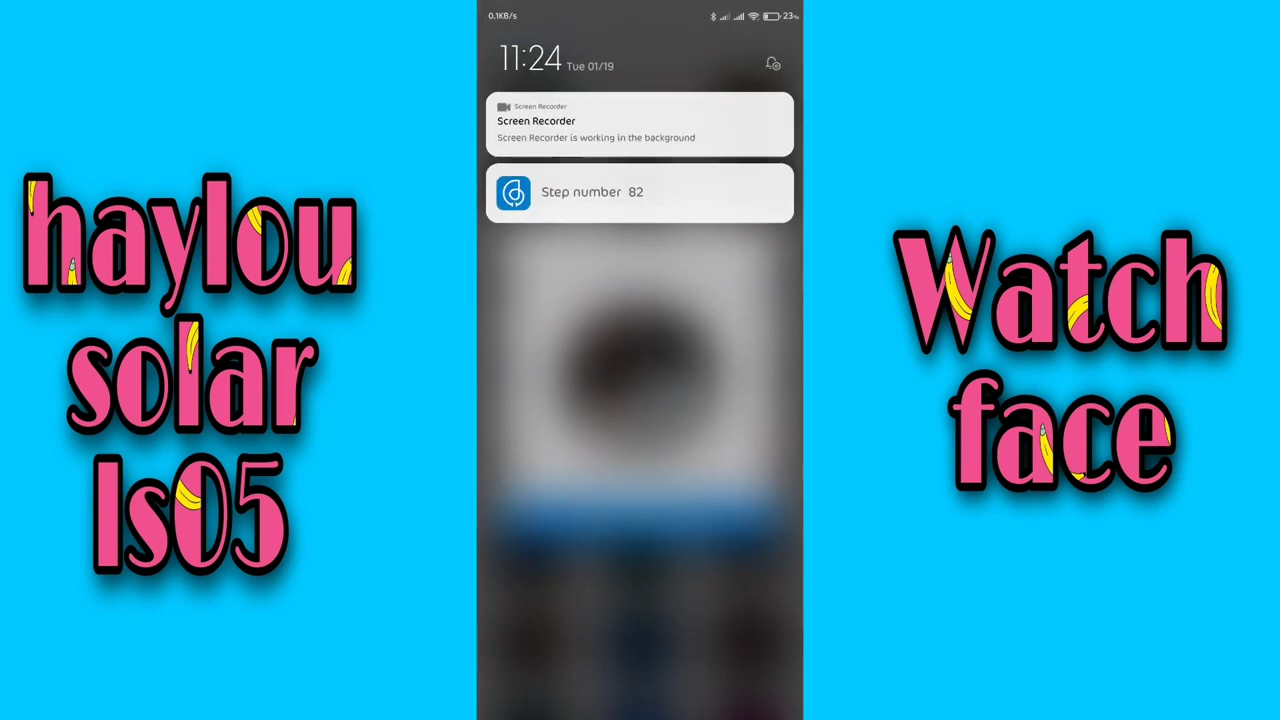 haylou
solar
ls05
0.1KB/s
23%
11:24 Tue 01/19
Screen Recorder
Screen Recorder
Screen Recorder is working in the background
Step number 82
Watch
face